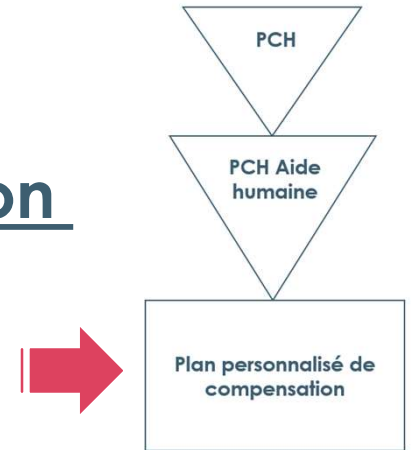 PCH
PCH Aide
humaine
on
Plan personnalisé de
compensation